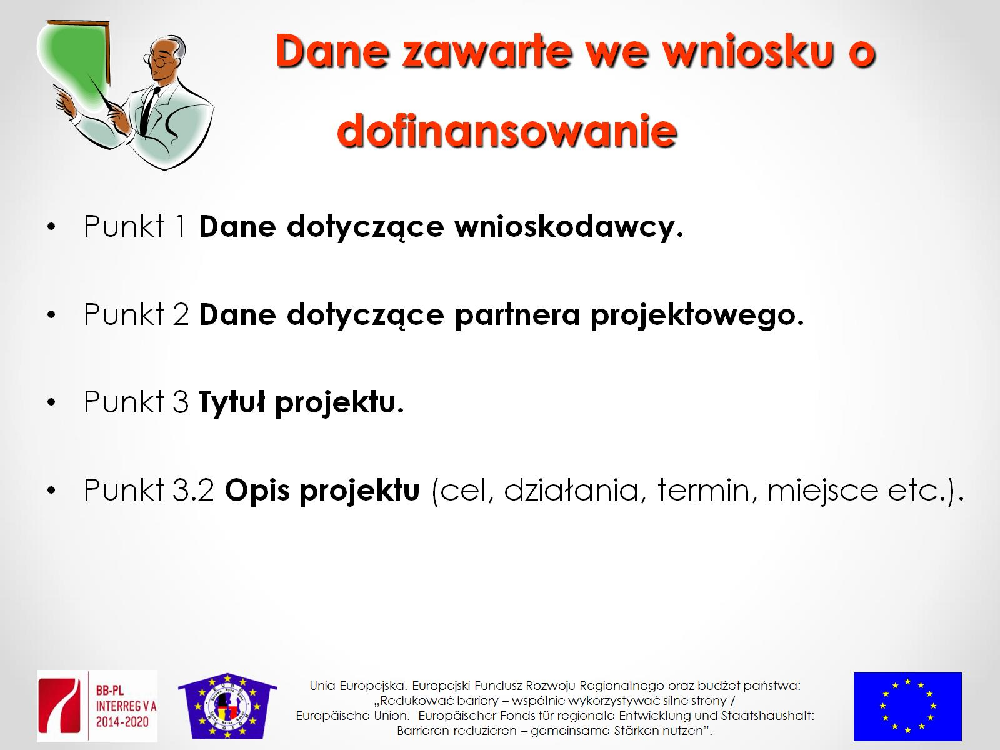 Dane zawarte we wniosku o
dofinansowanie
• Punkt 1 Dane dotyczące wnioskodawcy.
• Punkt 2 Dane dotyczące partnera projektowego.
• Punkt 3 Tytuł projektu.
• Punkt 3.2 Opis projektu (cel, działania, termin, miejsce etc.).
BB-PL
INTERREG V A
2014-2020
EURO
REGION
Unia Europejska. Europejski Fundusz Rozwoju Regionalnego oraz budżet państwa:
„Redukować bariery – wspólnie wykorzystywać silne strony /
Europäische Union. Europäischer Fonds für regionale Entwicklung und Staatshaushalt:
Barrieren reduzieren – gemeinsame Stärken nutzen”.